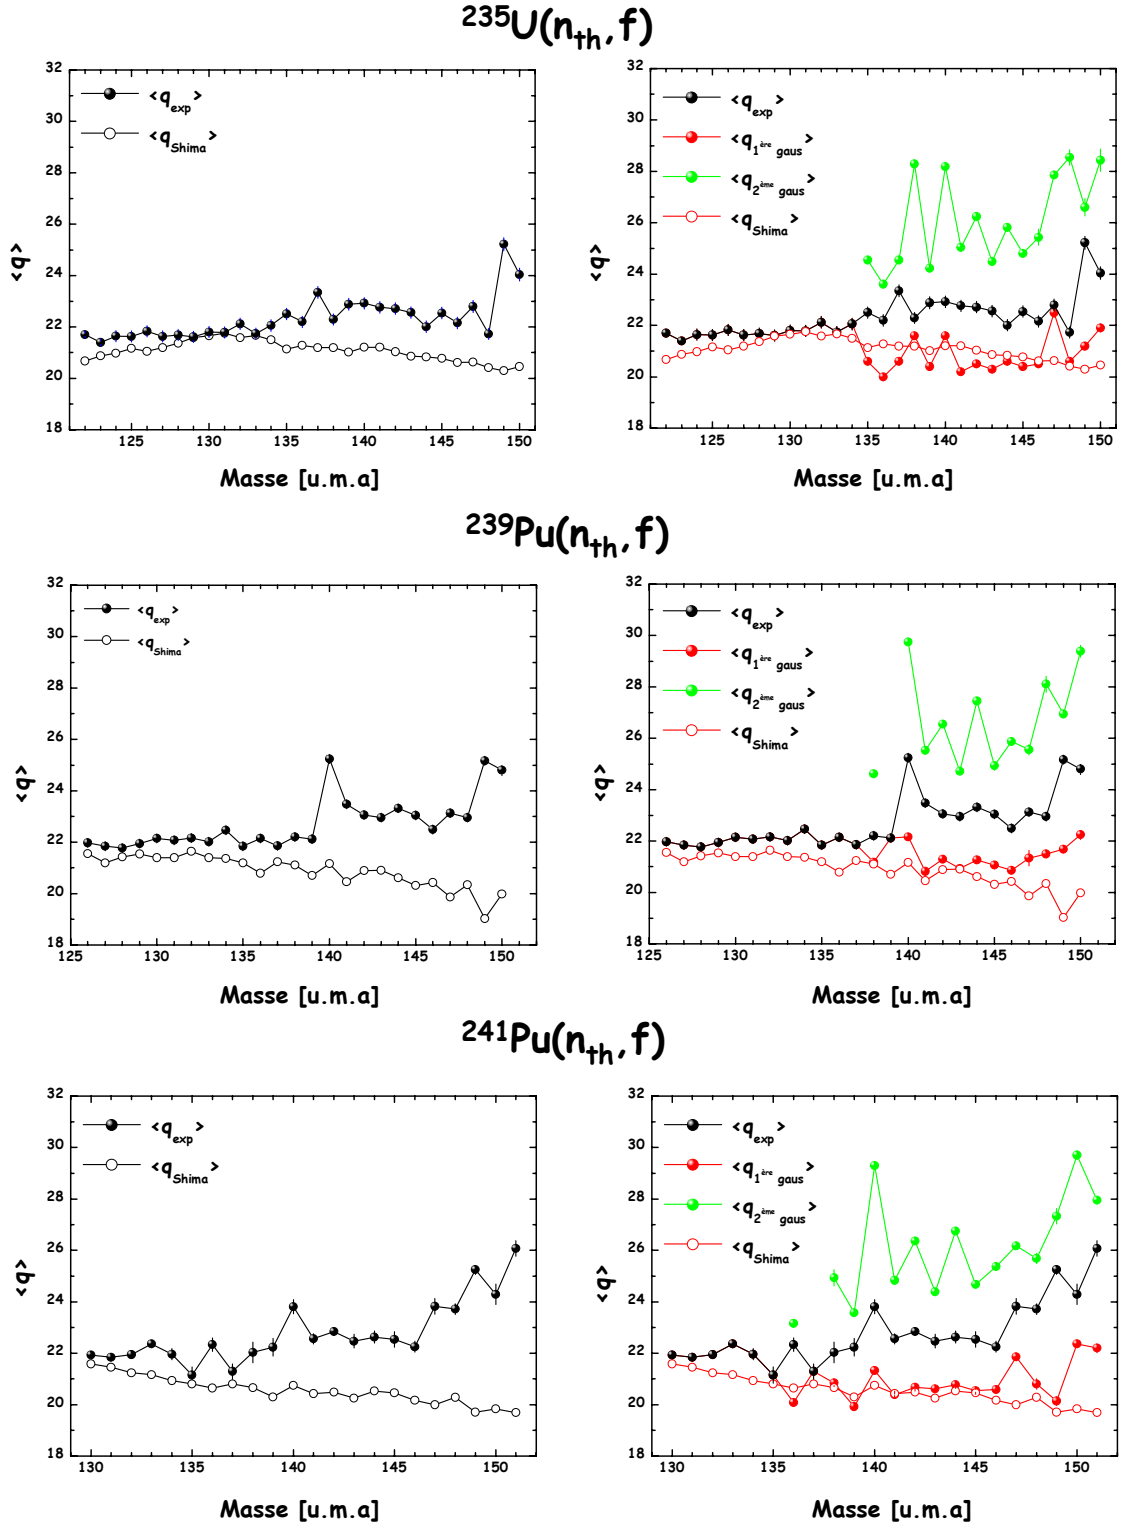 235U(nth,f)
32
30
28
26
24
22
20
18
<q>
<qexp>
<qShima>
125
130
135
140
145
150
Masse [u.m.a]
32
30
28
26
24
22
20
18
<q>
<qexp>
<q1ère gaus>
<q2ème gaus>
<qShima>
125
130
135
140
145
150
Masse [u.m.a]
239Pu(nth,f)
32
30
28
26
24
22
20
18
<q>
<qexp>
<qShima>
125
130
135
140
145
150
Masse [u.m.a]
32
30
28
26
24
22
20
18
<q>
<qexp>
<q1ère gaus>
<q2ème gaus>
<qShima>
130
135
140
145
150
Masse [u.m.a]
125
241Pu(nth,f)
32
30
28
26
24
22
20
18
<q>
<qexp>
<qShima>
130
135
140
145
150
Masse [u.m.a]
32
30
28
26
24
22
20
18
<q>
<qexp>
<q1ère gaus>
<q2ème gaus>
<qShima>
130
135
140
145
150
Masse [u.m.a]